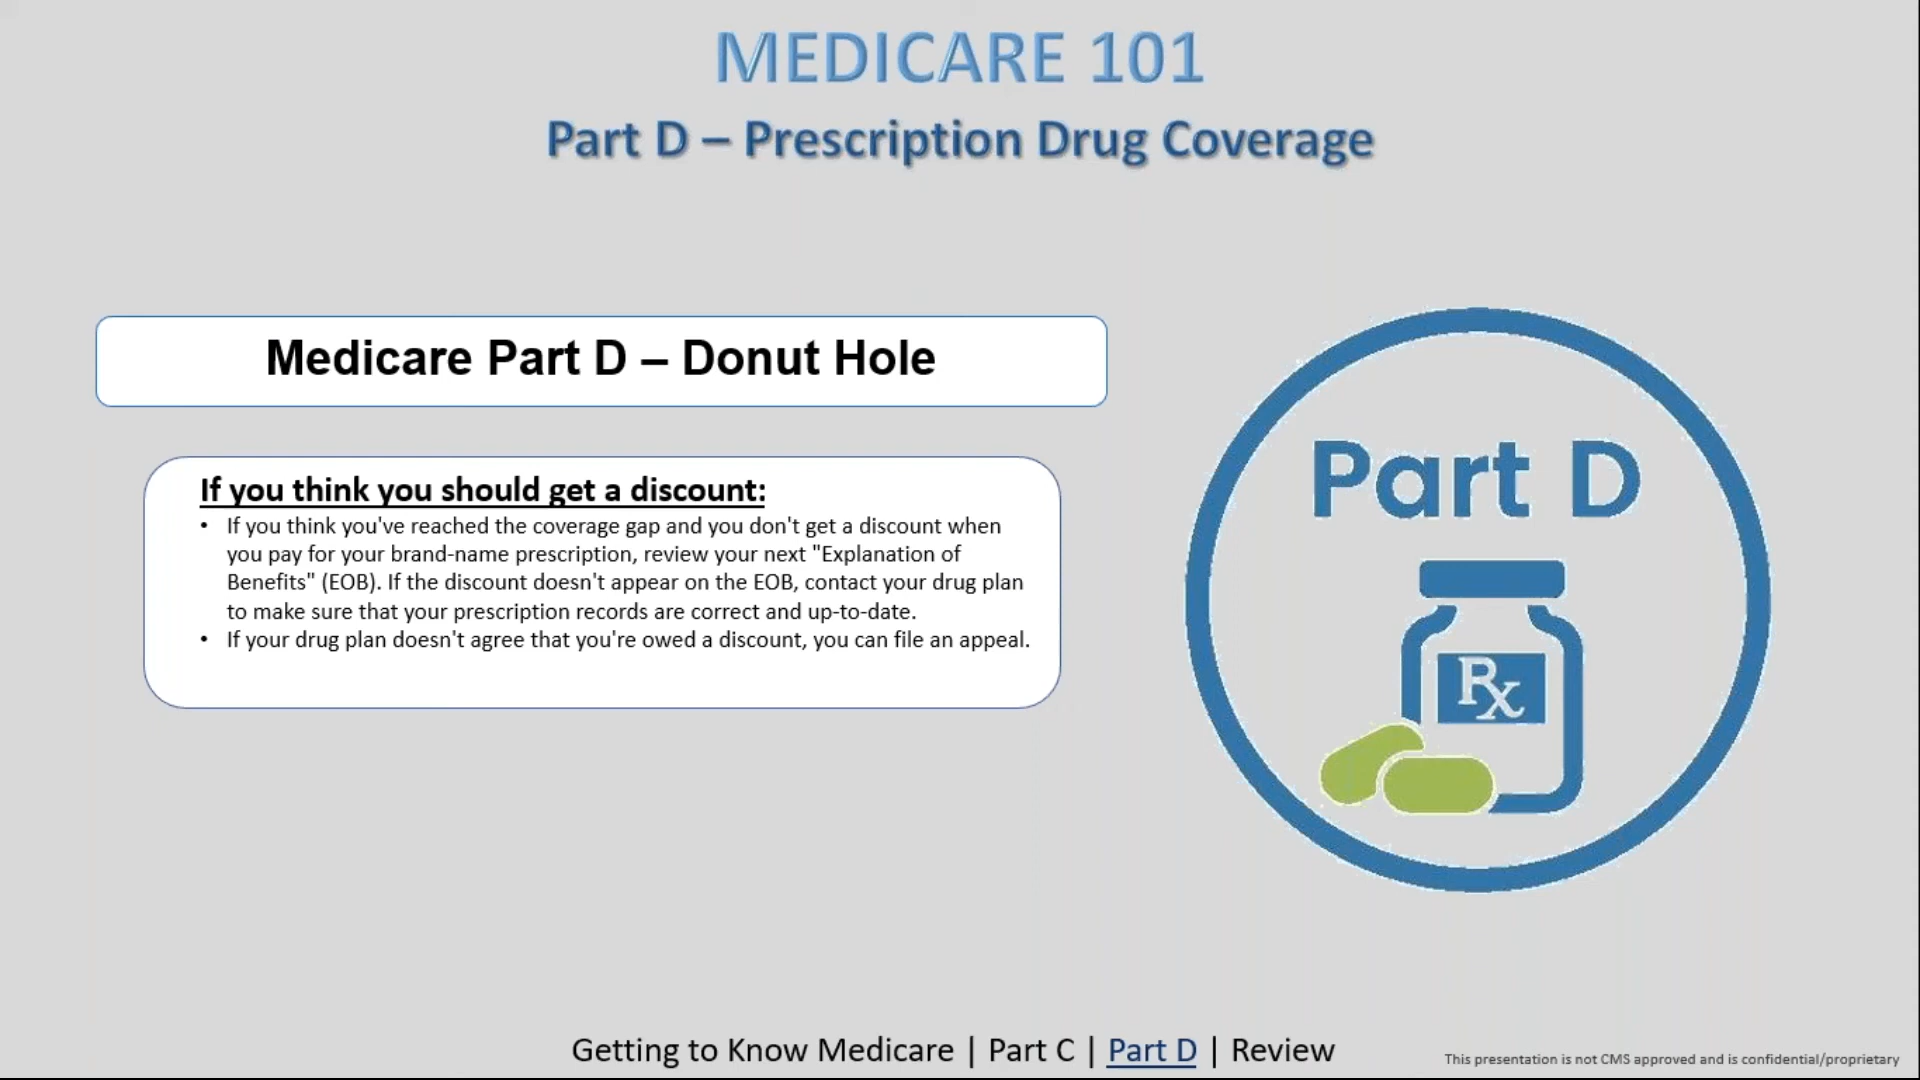 MEDICARE 101
Part D – Prescription Drug Coverage
Medicare Part D – Donut Hole
If you think you should get a discount:
• If you think you've reached the coverage gap and you don't get a discount when
you pay for your brand-name prescription, review your next "Explanation of
Benefits" (EOB). If the discount doesn't appear on the EOB, contact your drug plan
to make sure that your prescription records are correct and up-to-date.
• If your drug plan doesn't agree that you're owed a discount, you can file an appeal.
Part D
Rx
Getting to Know Medicare | Part C | Part D | Review
This presentation is not CMS approved and is confidential/proprietary